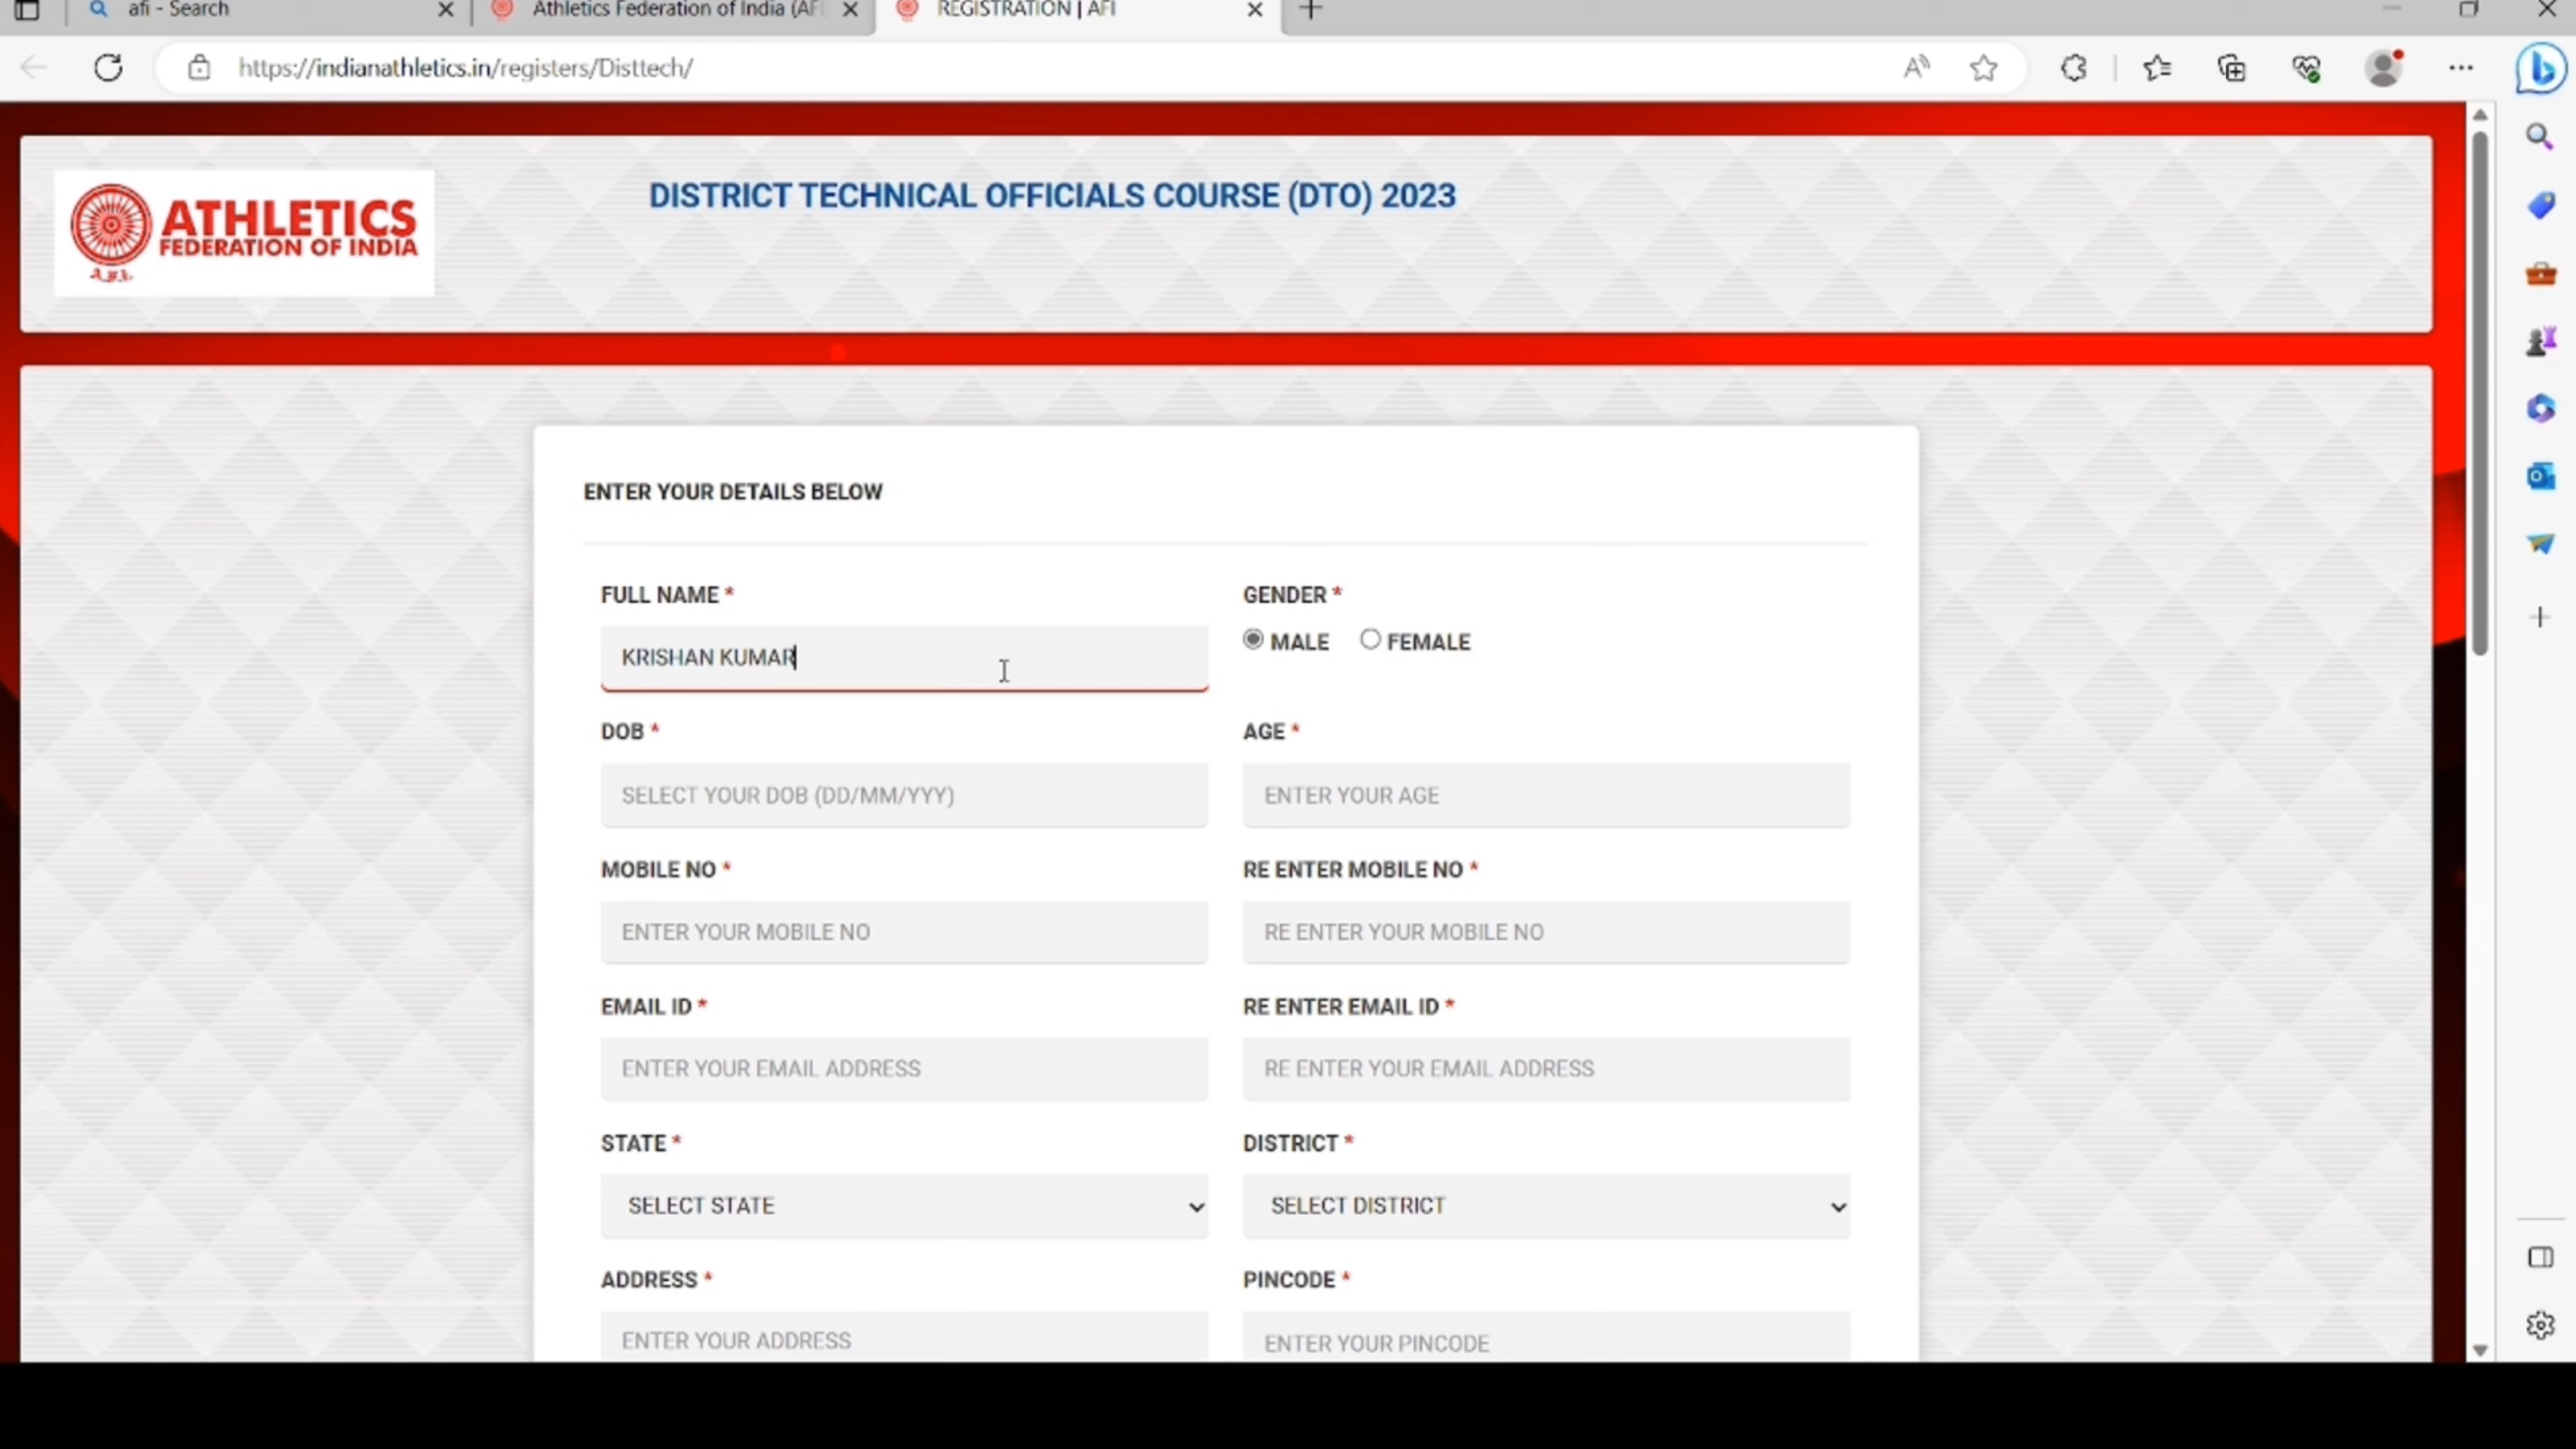 afi - Search
Athletics Federation of India (AFI
REGISTRATION | AFI
https://indianathletics.in/registers/Disttech/
ATHLETICS
FEDERATION OF INDIA
A.F.I.
DISTRICT TECHNICAL OFFICIALS COURSE (DTO) 2023
ENTER YOUR DETAILS BELOW
FULL NAME * GENDER *
KRISHAN KUMAR MALE FEMALE
DOB * AGE *
SELECT YOUR DOB (DD/MM/YYY) ENTER YOUR AGE
MOBILE NO * RE ENTER MOBILE NO *
ENTER YOUR MOBILE NO RE ENTER YOUR MOBILE NO
EMAIL ID * RE ENTER EMAIL ID *
ENTER YOUR EMAIL ADDRESS RE ENTER YOUR EMAIL ADDRESS
STATE * DISTRICT *
SELECT STATE SELECT DISTRICT
ADDRESS * PINCODE *
ENTER YOUR ADDRESS ENTER YOUR PINCODE